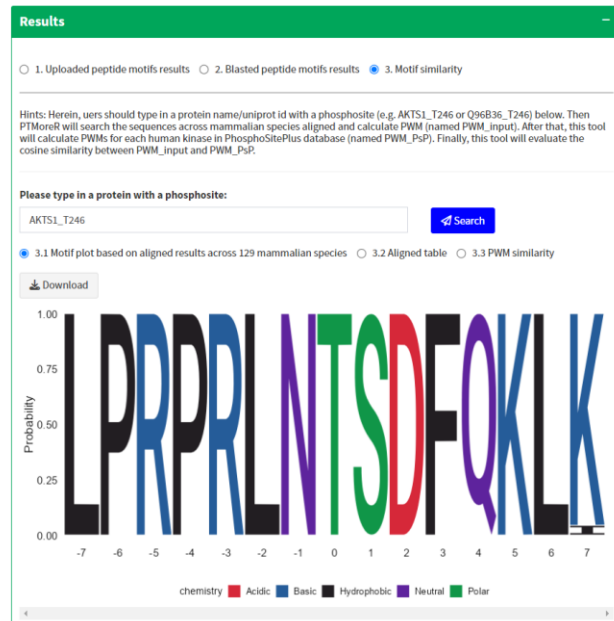 Results
1. Uploaded peptide motifs results 2. Blasted peptide motifs results 3. Motif similarity
Hints: Herein, uers should type in a protein name/uniprot id with a phosphosite (e.g. AKTS1_T246 or Q96B36_T246) below. Then
PTMoreR will search the sequences across mammalian species aligned and calculate PWM (named PWM_input). After that, this tool
will calculate PWMs for each human kinase in PhosphoSitePlus database (named PWM_PsP). Finally, this tool will evaluate the
cosine similarity between PWM_input and PWM_PsP.
Please type in a protein with a phosphosite:
AKTS1_T246 Search
3.1 Motif plot based on aligned results across 129 mammalian species 3.2 Aligned table 3.3 PWM similarity
Download
1.00
0.75
0.50
0.25
0.00
Probability
L P R P R L N T S D F Q K L K
-7 -6 -5 -4 -3 -2 -1 0 1 2 3 4 5 6 7
chemistry Acidic Basic Hydrophobic Neutral Polar